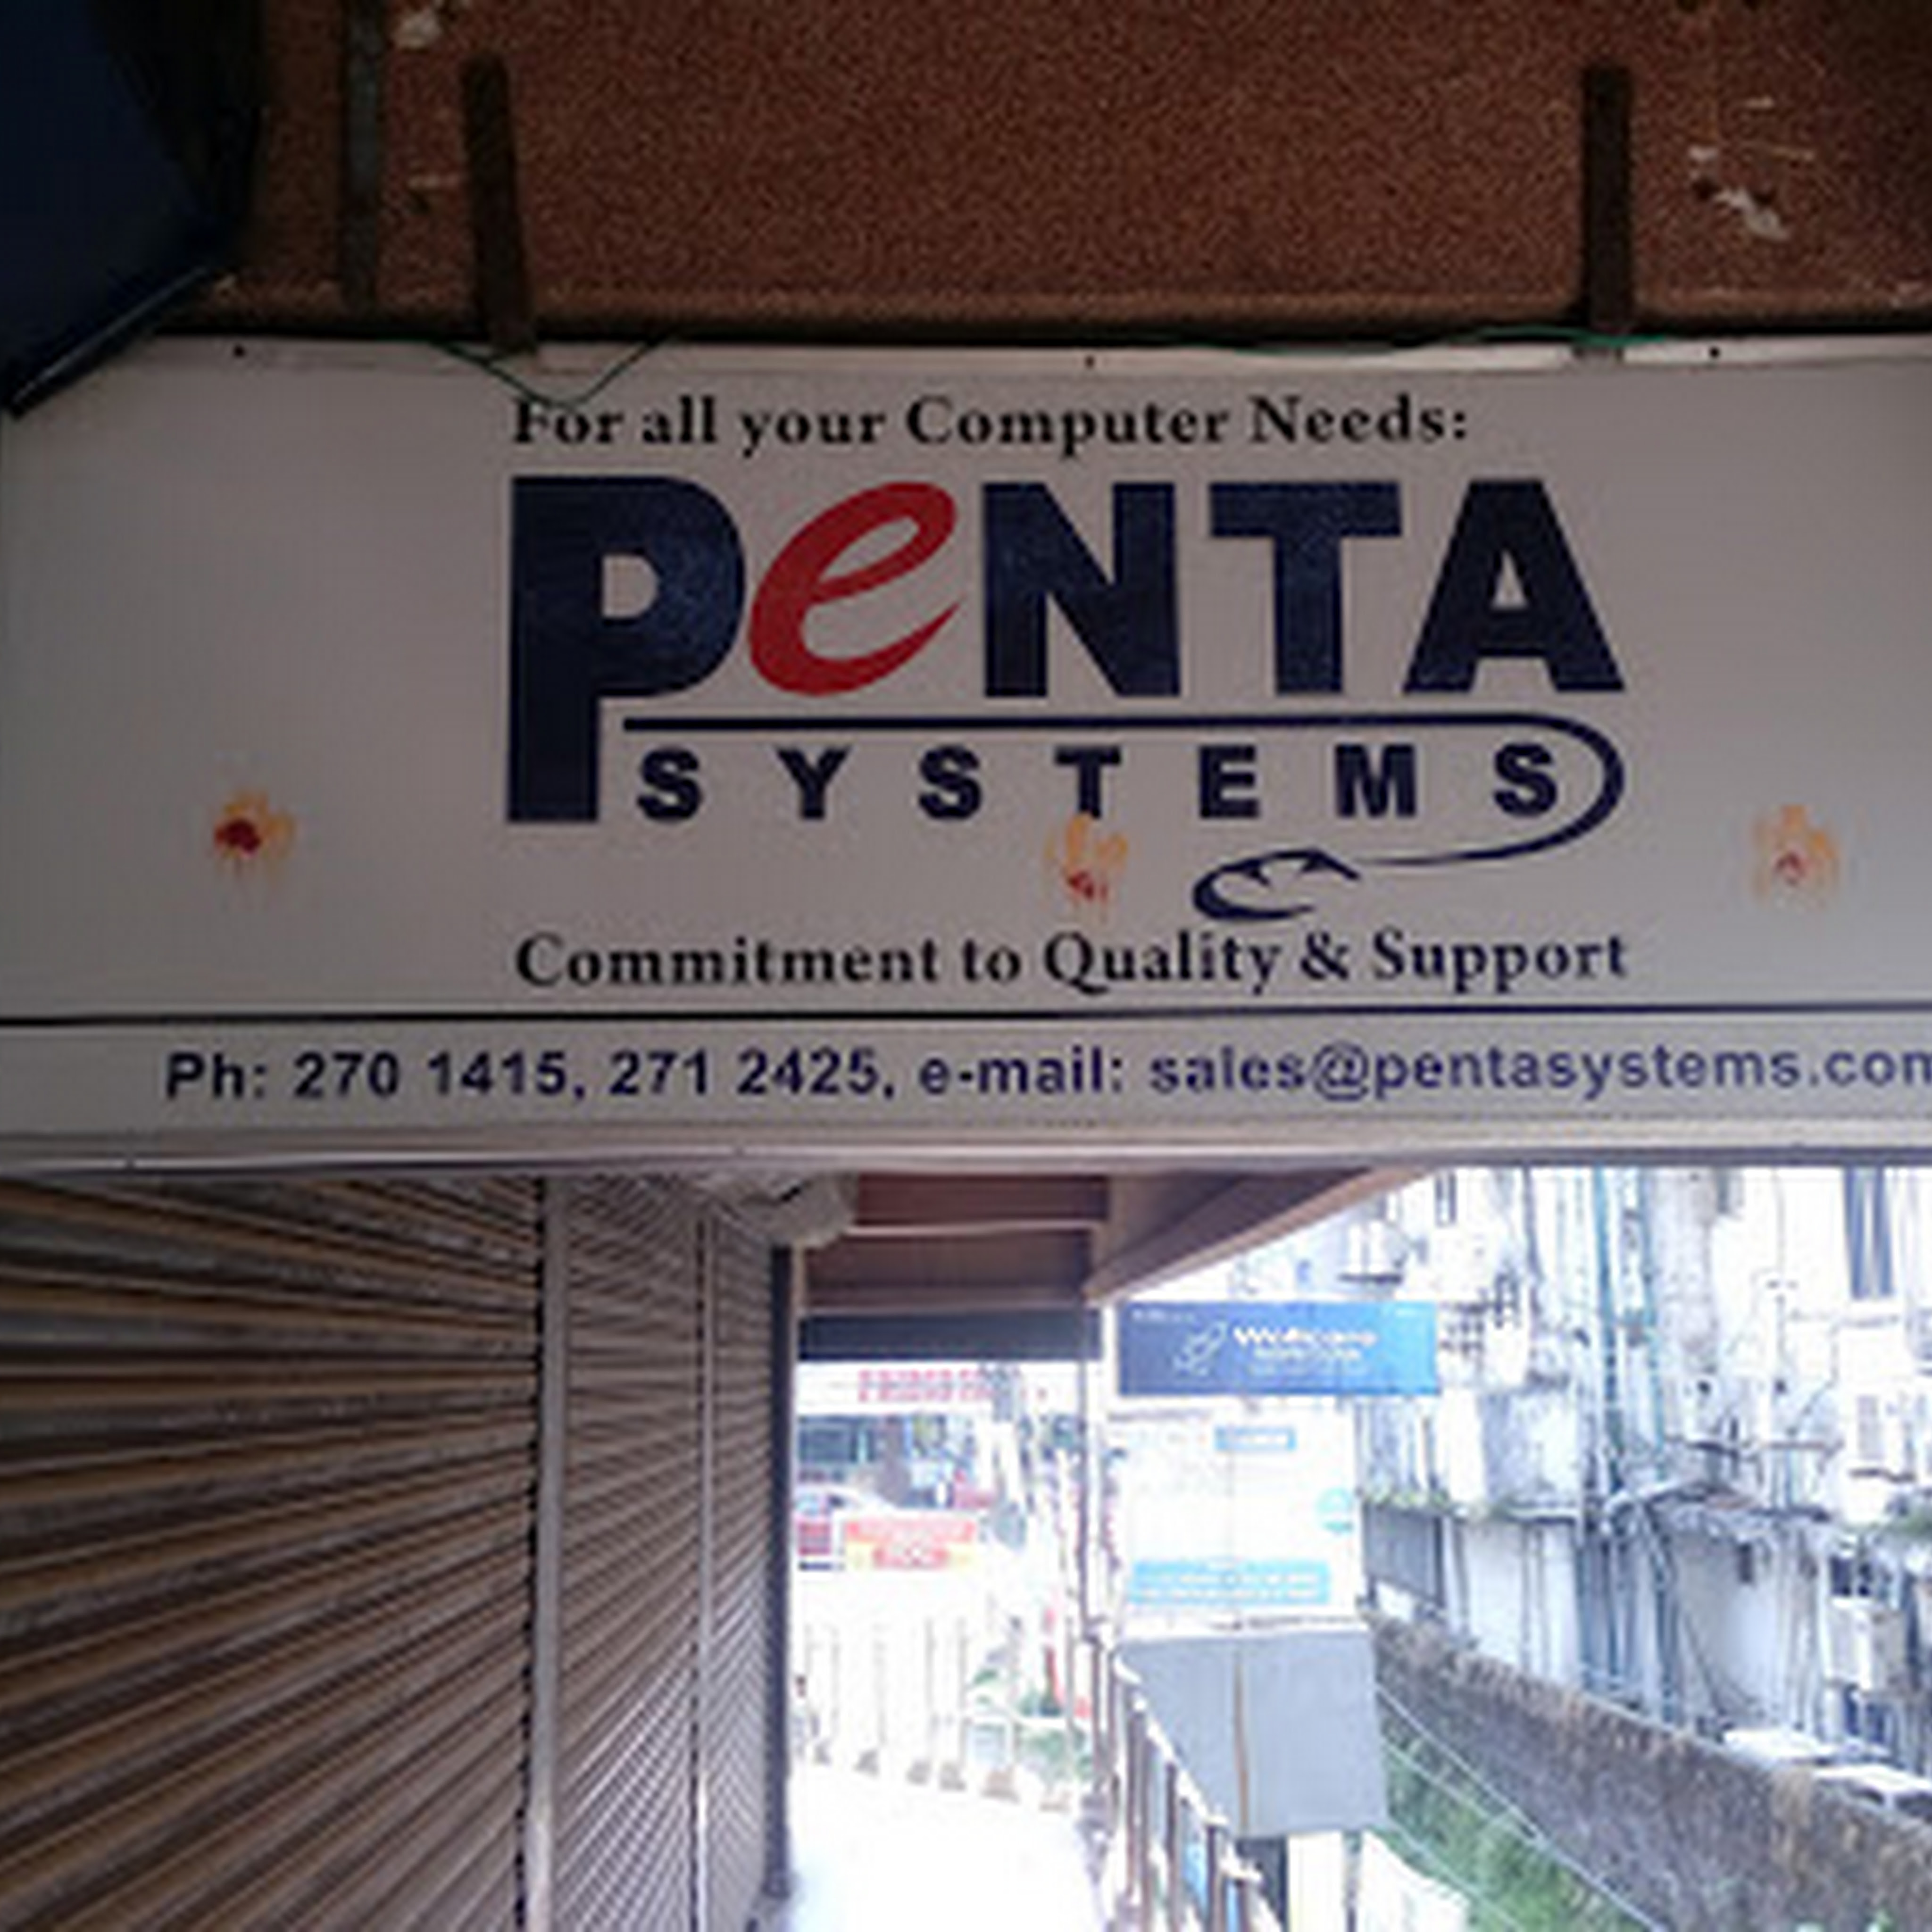 For all your Computer Needs:
PeNTA
SYSTEMS
Commitment to Quality & Support
Ph: 270 1415, 271 2425, e-mail: sales@pentasystems.com
Wellcare